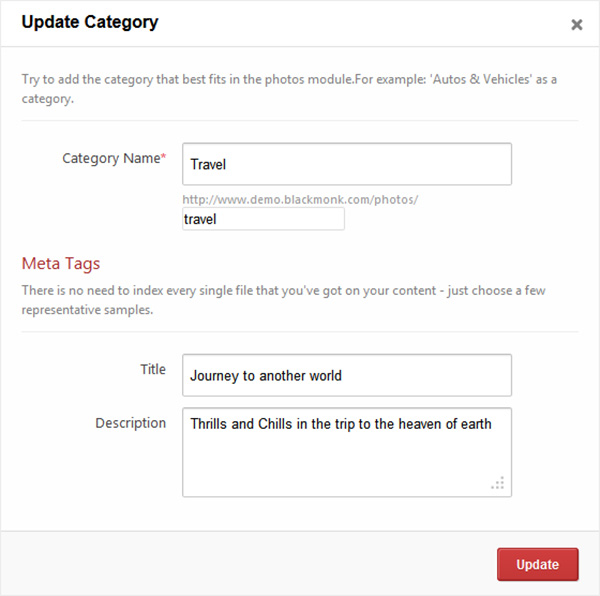 Update Category
×
Try to add the category that best fits in the photos module.For example: 'Autos & Vehicles' as a
category.
Category Name*
Travel
http://www.demo.blackmonk.com/photos/
travel
Meta Tags
There is no need to index every single file that you've got on your content - just choose a few
representative samples.
Title
Journey to another world
Description
Thrills and Chills in the trip to the heaven of earth
Update